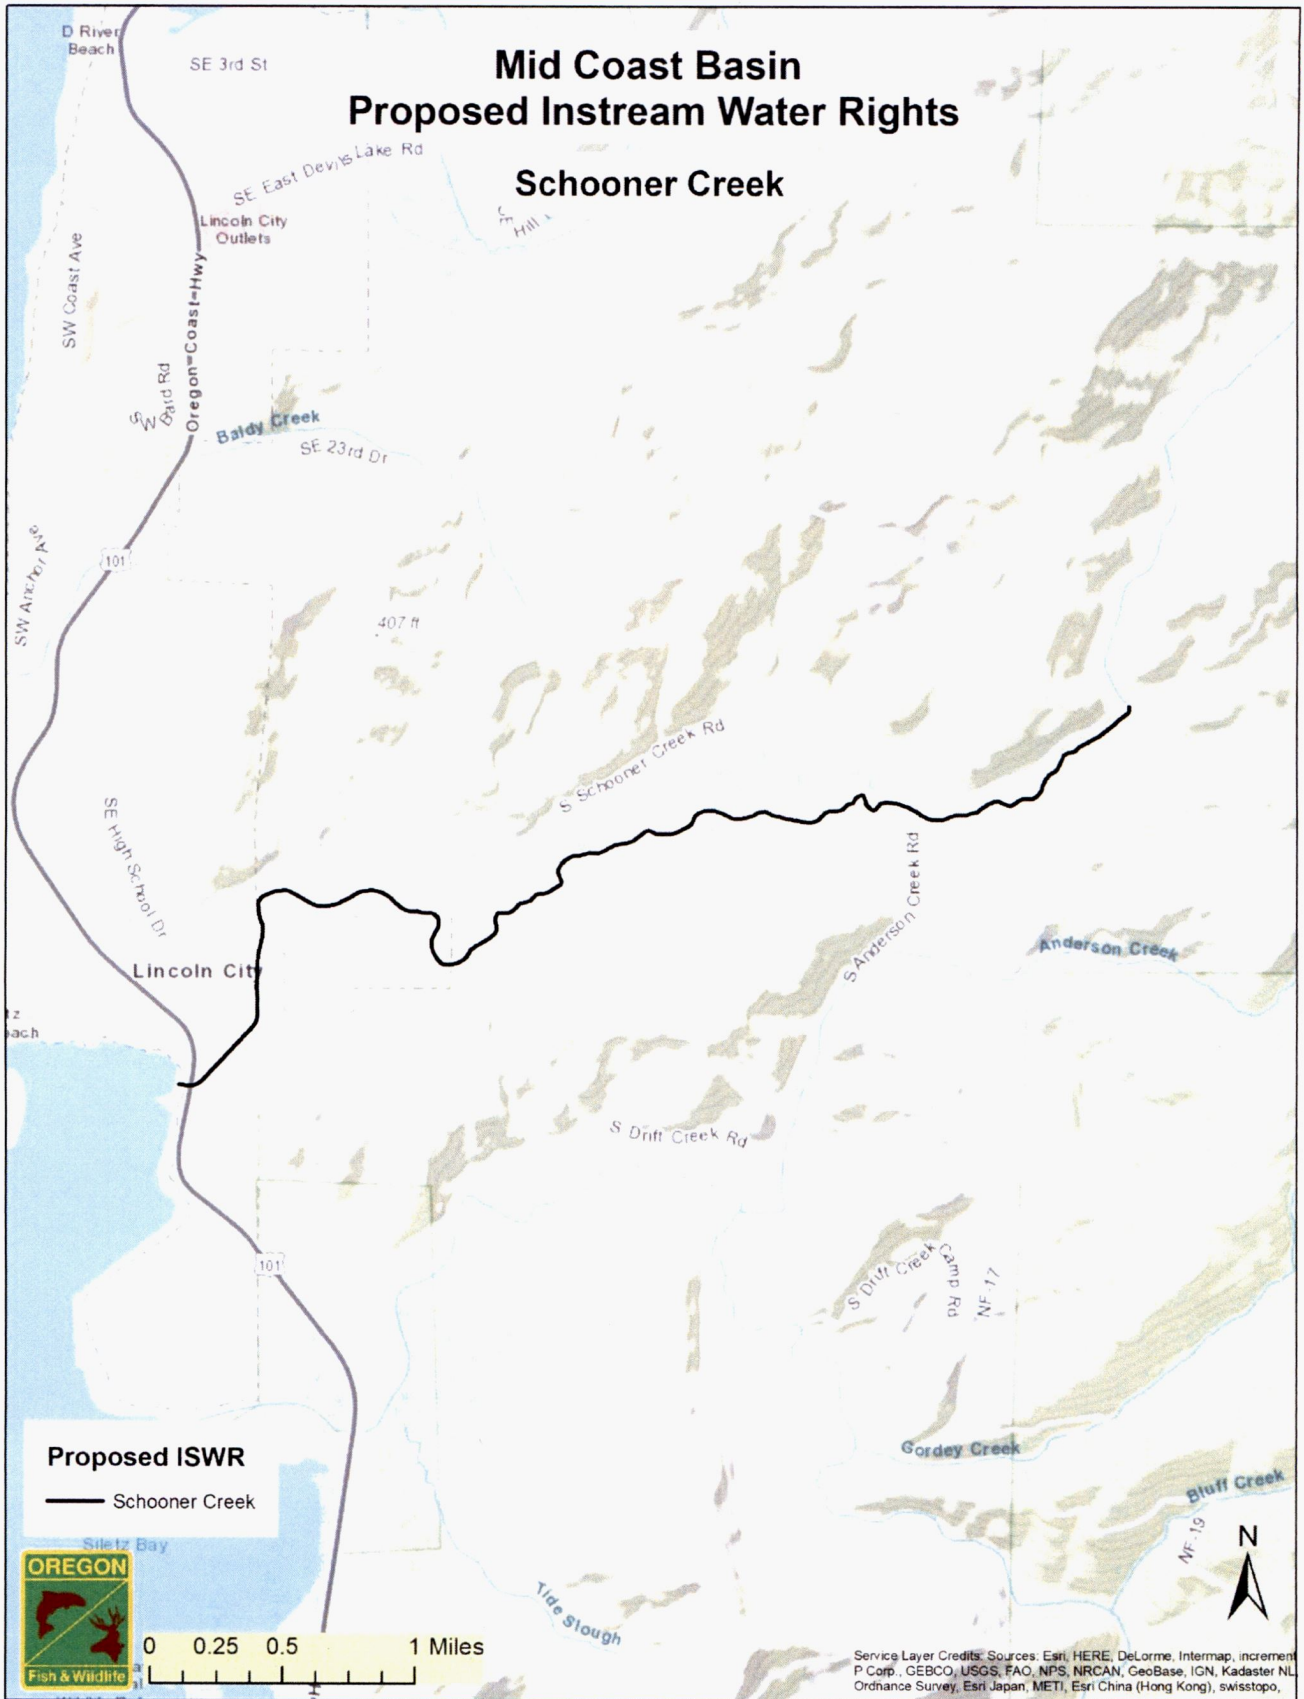 D River
Beach
SE 3rd St
Mid Coast Basin
Proposed Instream Water Rights
Schooner Creek
SE East Devils Lake Rd
Lincoln City
Outlets
SE
Hill
SW Coast Ave
Oregon=Coast=Hwy
SW
Bard Rd
Baldy Creek
SE 23rd Dr
101
SW Anchor Ave
407 ft
S Schooner Creek Rd
SE High School Dr
S Anderson Creek Rd
Anderson Creek
Lincoln City
tz
each
S Drift Creek Rd
S Drift Creek Camp Rd
NF-17
101
Gordey Creek
Bluff Creek
NF-19
Proposed ISWR
Schooner Creek
Siletz Bay
OREGON
Fish & Wildlife
Tide Slough
N
0 0.25 0.5 1 Miles
Service Layer Credits: Sources: Esri, HERE, DeLorme, Intermap, increment
P Corp., GEBCO, USGS, FAO, NPS, NRCAN, GeoBase, IGN, Kadaster NL,
Ordnance Survey, Esri Japan, METI, Esri China (Hong Kong), swisstopo,